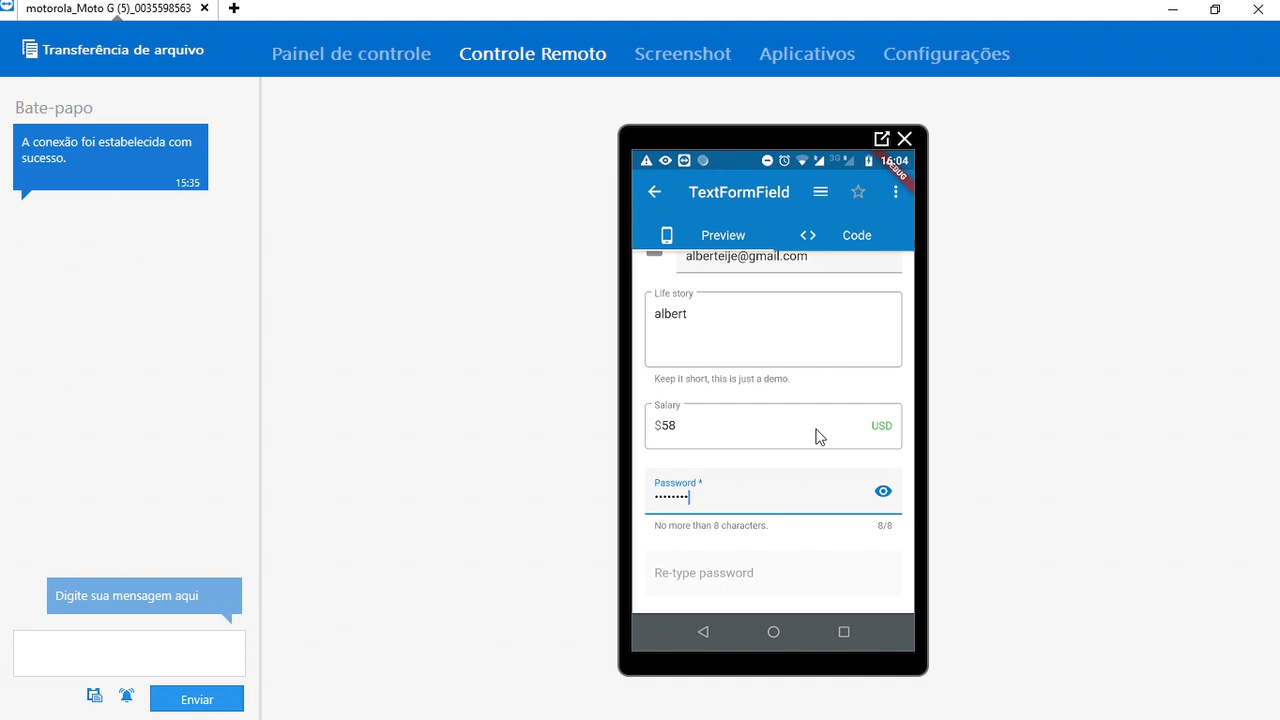 motorola_Moto G (5)_0035598563
Transferência de arquivo
Painel de controle
Controle Remoto
Screenshot
Aplicativos
Configurações
Bate-papo
A conexão foi estabelecida com
sucesso.
15:35
3G
16:04
DEBUG
TextFormField
Preview
Code
alberteije@gmail.com
Life story
albert
Keep it short, this is just a demo.
Salary
$58
USD
Password *
••••••••
No more than 8 characters.
8/8
Re-type password
Digite sua mensagem aqui
Enviar